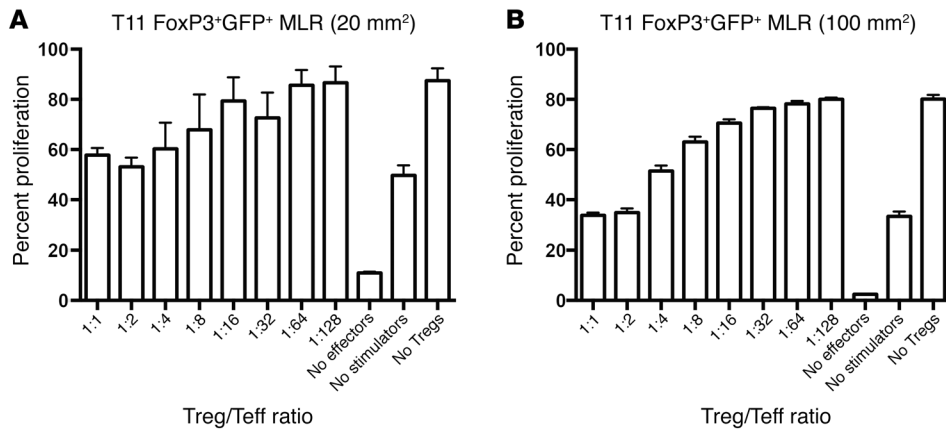 A
T11 FoxP3⁺GFP⁺ MLR (20 mm²)
Percent proliferation
100
80
60
40
20
0
1:1
1:2
1:4
1:8
1:16
1:32
1:64
1:128
No effectors
No stimulators
No Tregs
Treg/Teff ratio
B
T11 FoxP3⁺GFP⁺ MLR (100 mm²)
Percent proliferation
100
80
60
40
20
0
1:1
1:2
1:4
1:8
1:16
1:32
1:64
1:128
No effectors
No stimulators
No Tregs
Treg/Teff ratio